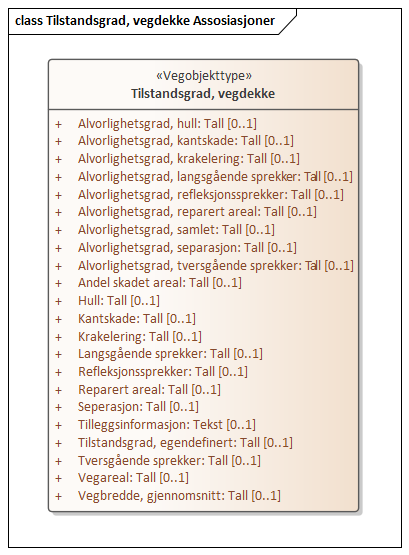 class Tilstandsgrad, vegdekke Assosiasjoner
«Vegobjekttype»
Tilstandsgrad, vegdekke
+ Alvorlighetsgrad, hull: Tall [0..1]
+ Alvorlighetsgrad, kantskade: Tall [0..1]
+ Alvorlighetsgrad, krakelering: Tall [0..1]
+ Alvorlighetsgrad, langsgående sprekker: Tall [0..1]
+ Alvorlighetsgrad, refleksjonssprekker: Tall [0..1]
+ Alvorlighetsgrad, reparert areal: Tall [0..1]
+ Alvorlighetsgrad, samlet: Tall [0..1]
+ Alvorlighetsgrad, separasjon: Tall [0..1]
+ Alvorlighetsgrad, tversgående sprekker: Tall [0..1]
+ Andel skadet areal: Tall [0..1]
+ Hull: Tall [0..1]
+ Kantskade: Tall [0..1]
+ Krakelering: Tall [0..1]
+ Langsgående sprekker: Tall [0..1]
+ Refleksjonssprekker: Tall [0..1]
+ Reparert areal: Tall [0..1]
+ Seperasjon: Tall [0..1]
+ Tilleggsinformasjon: Tekst [0..1]
+ Tilstandsgrad, egendefinert: Tall [0..1]
+ Tversgående sprekker: Tall [0..1]
+ Vegareal: Tall [0..1]
+ Vegbredde, gjennomsnitt: Tall [0..1]